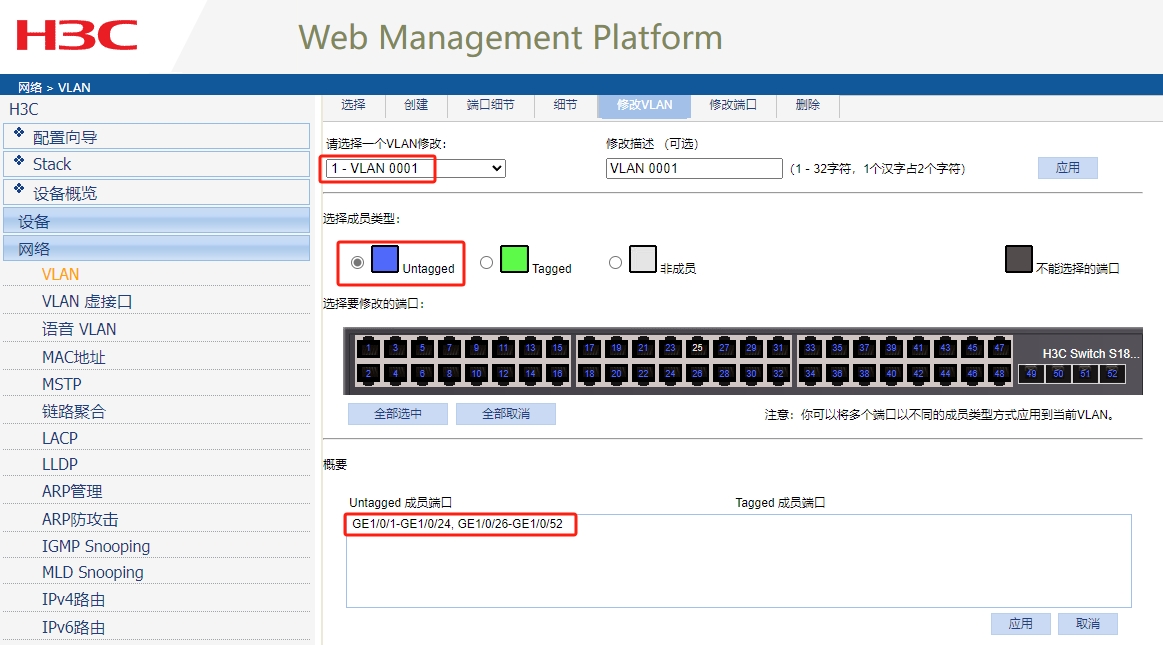 H3C
Web Management Platform
网络 > VLAN
H3C
配置向导
Stack
设备概览
设备
网络
VLAN
VLAN 虚接口
语音 VLAN
MAC地址
MSTP
链路聚合
LACP
LLDP
ARP管理
ARP防攻击
IGMP Snooping
MLD Snooping
IPv4路由
IPv6路由
选择 创建 端口细节 细节 修改VLAN 修改端口 删除
请选择一个VLAN修改: 修改描述 (可选)
1 - VLAN 0001 VLAN 0001 (1 - 32字符，1个汉字占2个字符) 应用
选择成员类型:
Untagged Tagged 非成员 不能选择的端口
选择要修改的端口:
1 3 5 7 9 11 13 15 17 19 21 23 25 27 29 31 33 35 37 39 41 43 45 47
H3C Switch S18...
2 4 6 8 10 12 14 16 18 20 22 24 26 28 30 32 34 36 38 40 42 44 46 48 49 50 51 52
全部选中 全部取消 注意：你可以将多个端口以不同的成员类型方式应用到当前VLAN。
概要
Untagged 成员端口 Tagged 成员端口
GE1/0/1-GE1/0/24, GE1/0/26-GE1/0/52
应用 取消